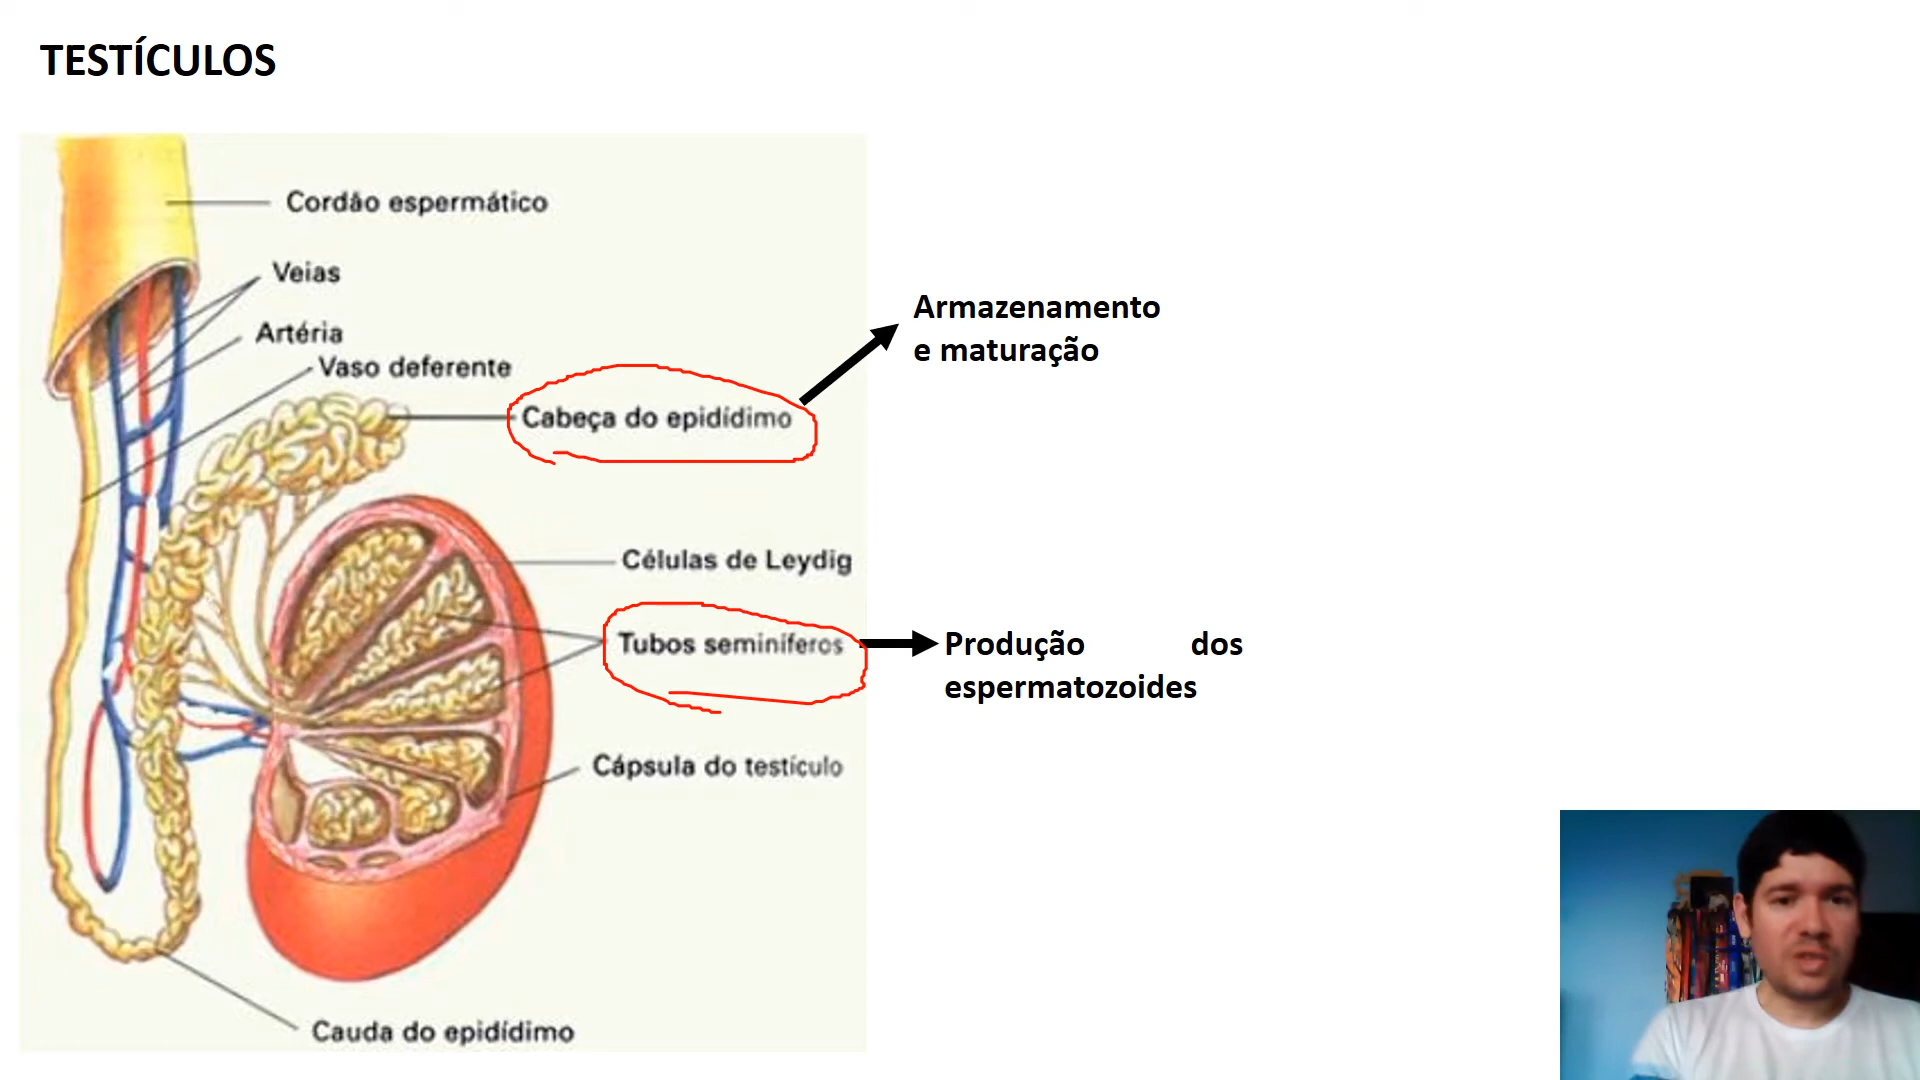 TESTÍCULOS
Cordão espermático
Veias
Artéria
Vaso deferente
Cabeça do epidídimo
Armazenamento
e maturação
Células de Leydig
Tubos seminíferos
Produção dos
espermatozoides
Cápsula do testículo
Cauda do epidídimo